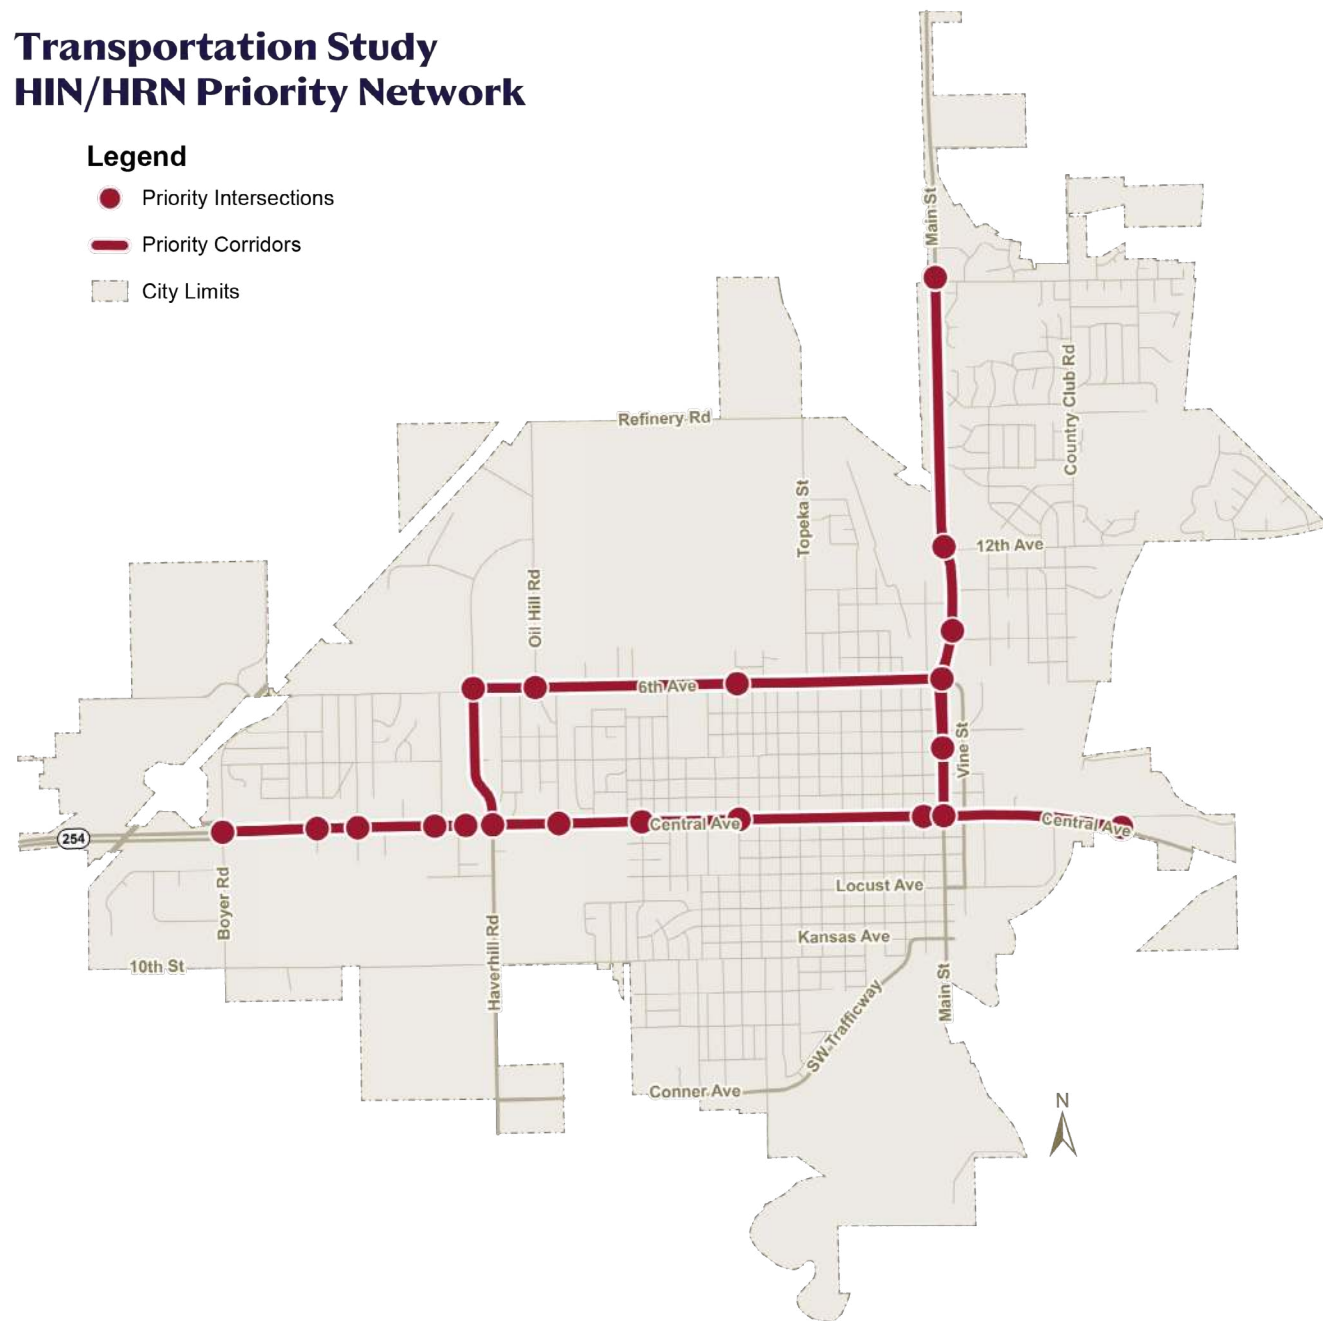 Transportation Study
HIN/HRN Priority Network
Legend
Priority Intersections
Priority Corridors
City Limits
Main St
Country Club Rd
Refinery Rd
Topeka St
12th Ave
Oil Hill Rd
6th Ave
Vine St
254
Central Ave
Central Ave
Boyer Rd
Locust Ave
Haverhill Rd
Kansas Ave
10th St
Main St
SW Trafficway
Conner Ave
N